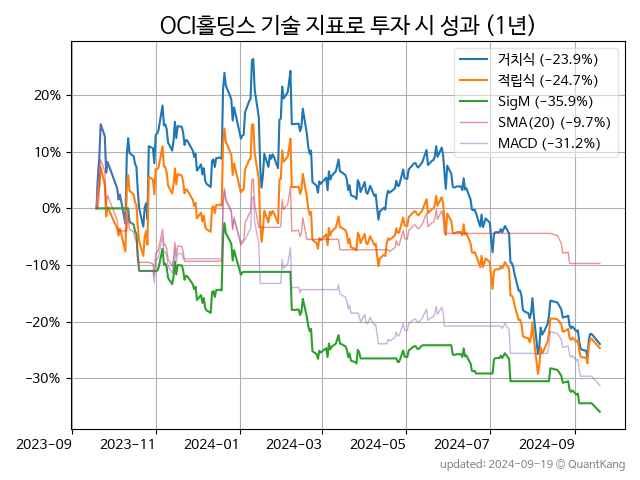 OCI홀딩스 기술 지표로 투자 시 성과 (1년)
거치식 (−23.9%)
적립식 (−24.7%)
SigM (−35.9%)
SMA(20) (−9.7%)
MACD (−31.2%)
20%
10%
0%
−10%
−20%
−30%
2023-09 2023-11 2024-01 2024-03 2024-05 2024-07 2024-09
updated: 2024-09-19 © QuantKang